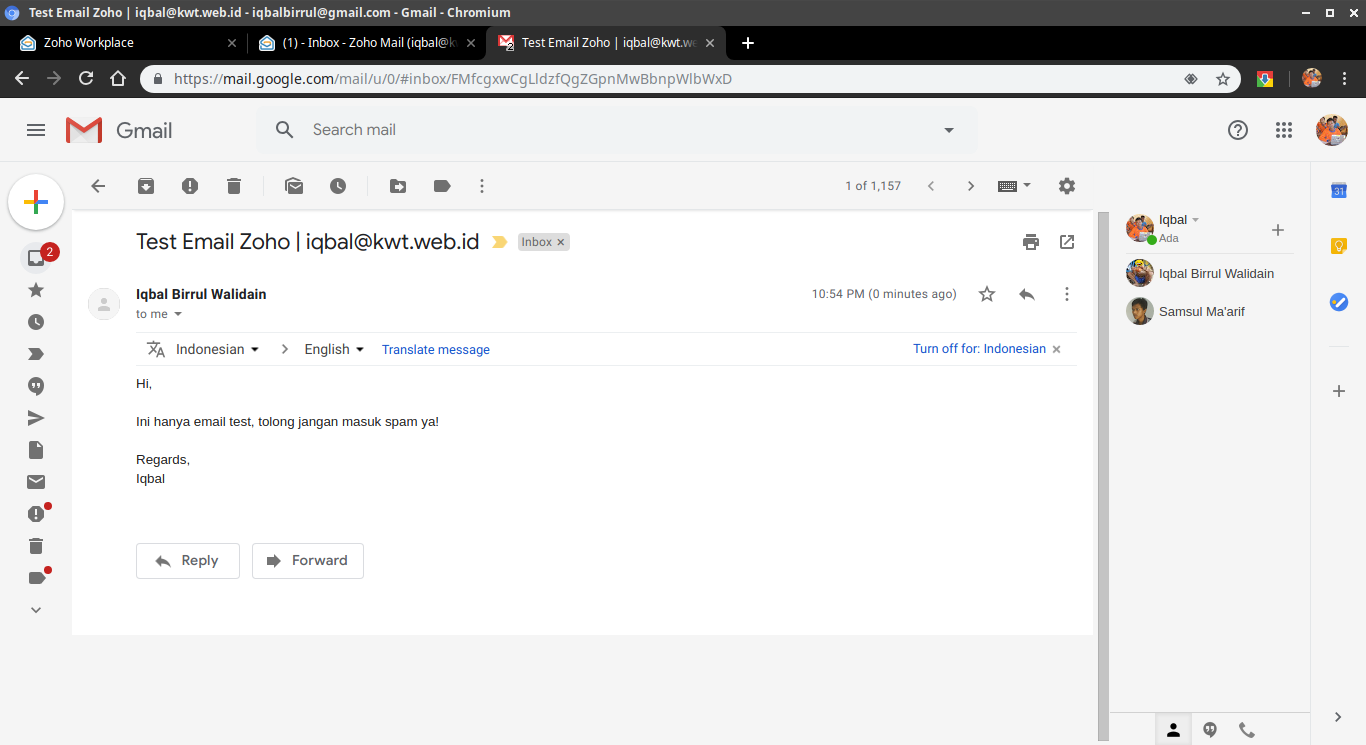 Test Email Zoho | iqbal@kwt.web.id - iqbalbirrul@gmail.com - Gmail - Chromium
Zoho Workplace
(1) - Inbox - Zoho Mail (iqbal@kw
Test Email Zoho | iqbal@kwt.we
https://mail.google.com/mail/u/0/#inbox/FMfcgxwCgLldzfQgZGpnMwBbnpWlbWxD
Gmail
Search mail
1 of 1,157
31
2
Test Email Zoho | iqbal@kwt.web.id
Inbox
Iqbal
Ada
Iqbal Birrul Walidain
Samsul Ma'arif
Iqbal Birrul Walidain
10:54 PM (0 minutes ago)
to me
Indonesian
English
Translate message
Turn off for: Indonesian
Hi,
Ini hanya email test, tolong jangan masuk spam ya!
Regards,
Iqbal
Reply
Forward